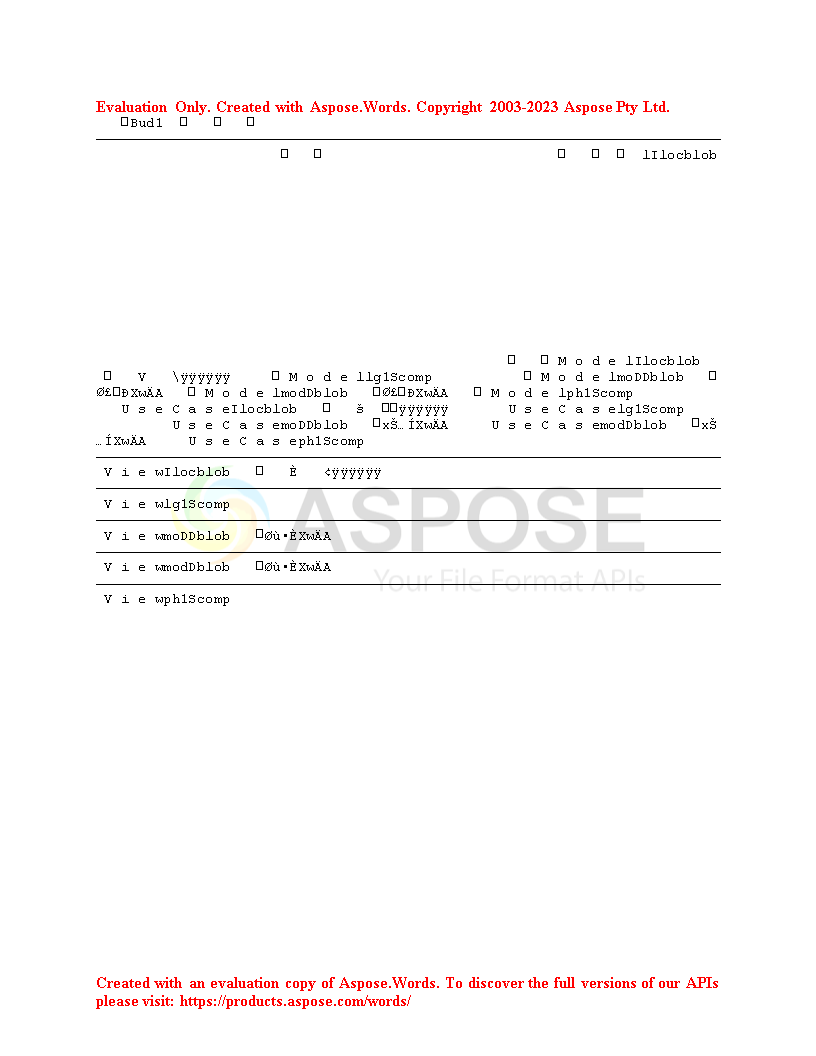 Evaluation Only. Created with Aspose.Words. Copyright 2003-2023 Aspose Pty Ltd.
□Bud1 □ □ □
□ □ □ □ □ lIlocblob
□ □ M o d e lIlocblob
□ V \ÿÿÿÿÿÿ □ M o d e llg1Scomp □ M o d e lmoDDblob □
Ø£□ÐXwÄA □ M o d e lmodDblob □Ø£□ÐXwÄA □ M o d e lph1Scomp
U s e C a s eIlocblob □ š □□ÿÿÿÿÿÿ U s e C a s elg1Scomp
U s e C a s emoDDblob □xŠ…ÍXwÄA U s e C a s emodDblob □xŠ
…ÍXwÄA U s e C a s eph1Scomp
V i e wIlocblob □ È ¢ÿÿÿÿÿÿ
V i e wlg1Scomp
ASPOSE
V i e wmoDDblob □Øù•ÈXwÄA
V i e wmodDblob □Øù•ÈXwÄA
Your File Format APIs
V i e wph1Scomp
Created with an evaluation copy of Aspose.Words. To discover the full versions of our APIs
please visit: https://products.aspose.com/words/